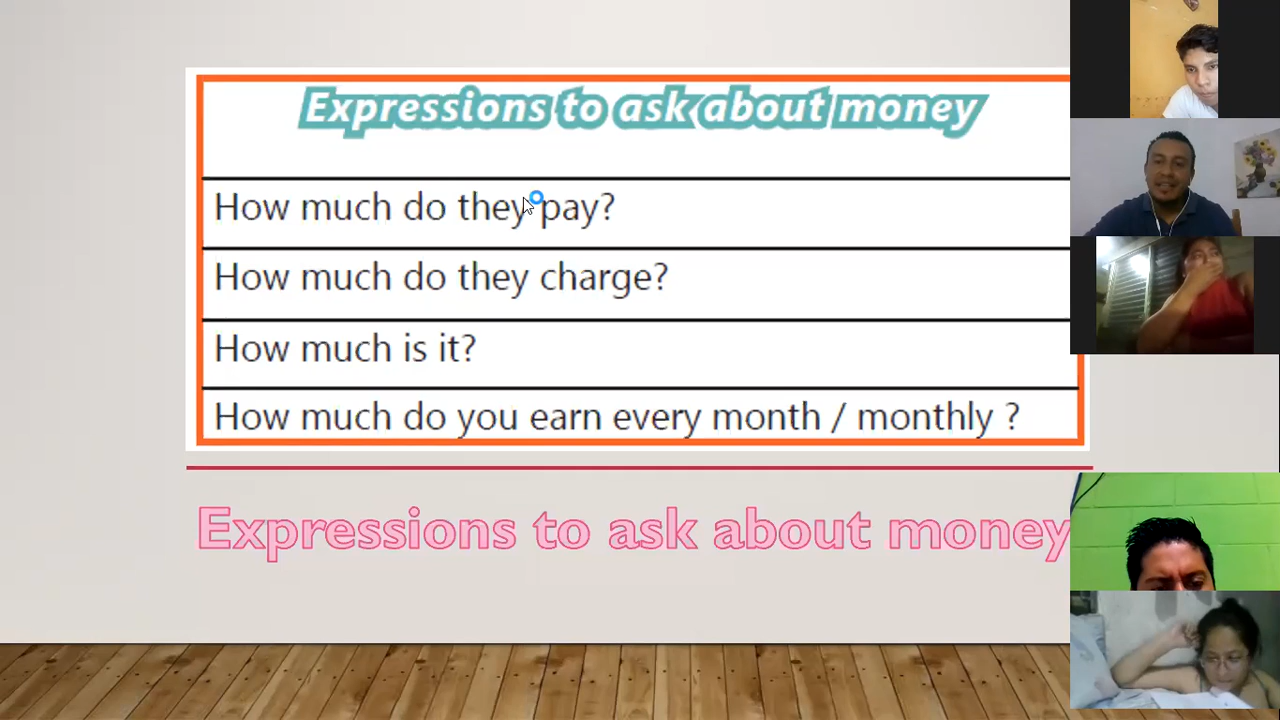 Expressions to ask about money
How much do they pay?
How much do they charge?
How much is it?
How much do you earn every month / monthly ?
Expressions to ask about money